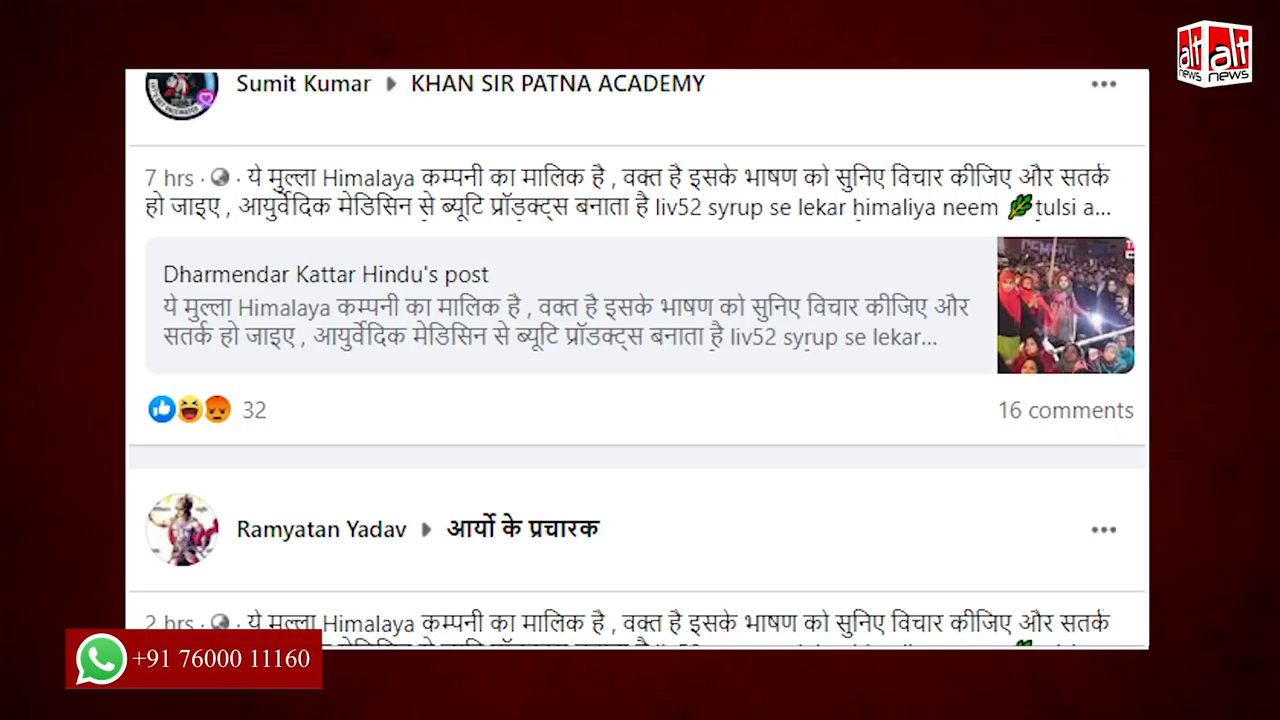 alt alt
news news
Sumit Kumar ▶ KHAN SIR PATNA ACADEMY
7 hrs · ये मुल्ला Himalaya कम्पनी का मालिक है , वक्त है इसके भाषण को सुनिए विचार कीजिए और सतर्क
हो जाइए , आयुर्वेदिक मेडिसिन से ब्यूटि प्रॉडक्ट्स बनाता है liv52 syrup se lekar himaliya neem 🌿tulsi a...
Dharmendar Kattar Hindu's post
ये मुल्ला Himalaya कम्पनी का मालिक है , वक्त है इसके भाषण को सुनिए विचार कीजिए और
सतर्क हो जाइए , आयुर्वेदिक मेडिसिन से ब्यूटि प्रॉडक्ट्स बनाता है liv52 syrup se lekar...
32
16 comments
Ramyatan Yadav ▶ आर्यो के प्रचारक
2 hrs · ये मुल्ला Himalaya कम्पनी का मालिक है , वक्त है इसके भाषण को सुनिए विचार कीजिए और सतर्क
+91 76000 11160